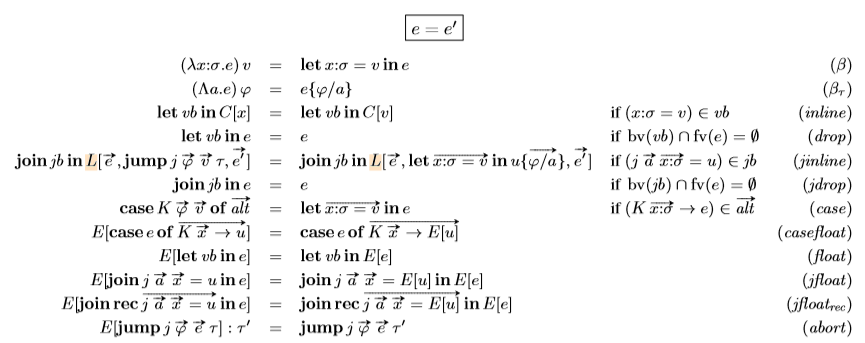 e = e′
(λx:σ.e) v = let x:σ = v in e (β)
(Λa.e) φ = e{φ/a} (βτ)
let vb in C[x] = let vb in C[v] if (x:σ = v) ∈ vb (inline)
let vb in e = e if bv(vb) ∩ fv(e) = ∅ (drop)
join jb in L[e⃗, jump j φ⃗ v⃗ τ, e⃗′] = join jb in L[e⃗, let x:σ = v⃗ in u{φ/a}⃗, e⃗′] if (j a⃗ x:σ⃗ = u) ∈ jb (jinline)
join jb in e = e if bv(jb) ∩ fv(e) = ∅ (jdrop)
case K φ⃗ v⃗ of alt⃗ = let x:σ = v⃗ in e if (K x:σ⃗ → e) ∈ alt⃗ (case)
E[case e of K x⃗ → u⃗] = case e of K x⃗ → E[u]⃗ (casefloat)
E[let vb in e] = let vb in E[e] (float)
E[join j a⃗ x⃗ = u in e] = join j a⃗ x⃗ = E[u] in E[e] (jfloat)
E[join rec j a⃗ x⃗ = u⃗ in e] = join rec j a⃗ x⃗ = E[u]⃗ in E[e] (jfloatrec)
E[jump j φ⃗ e⃗ τ] : τ′ = jump j φ⃗ e⃗ τ′ (abort)